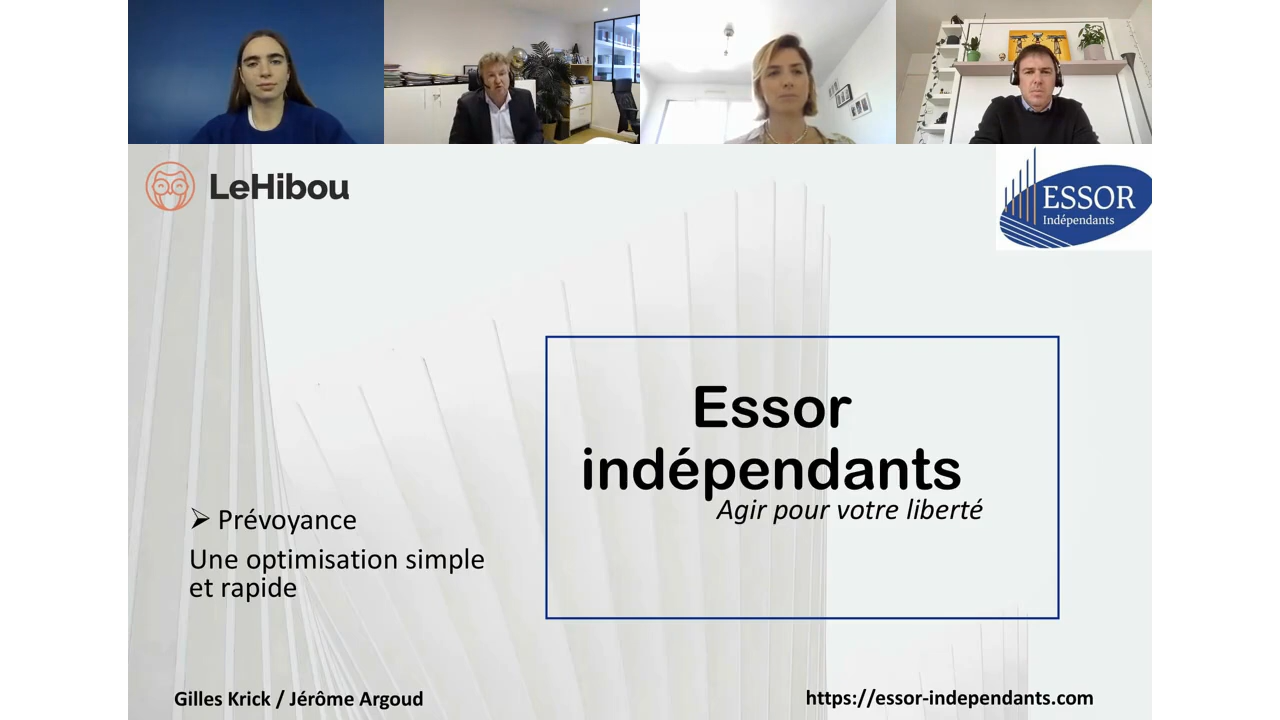 LeHibou
ESSOR
Indépendants
Essor
indépendants
Agir pour votre liberté
➢ Prévoyance
Une optimisation simple
et rapide
Gilles Krick / Jérôme Argoud
https://essor-independants.com